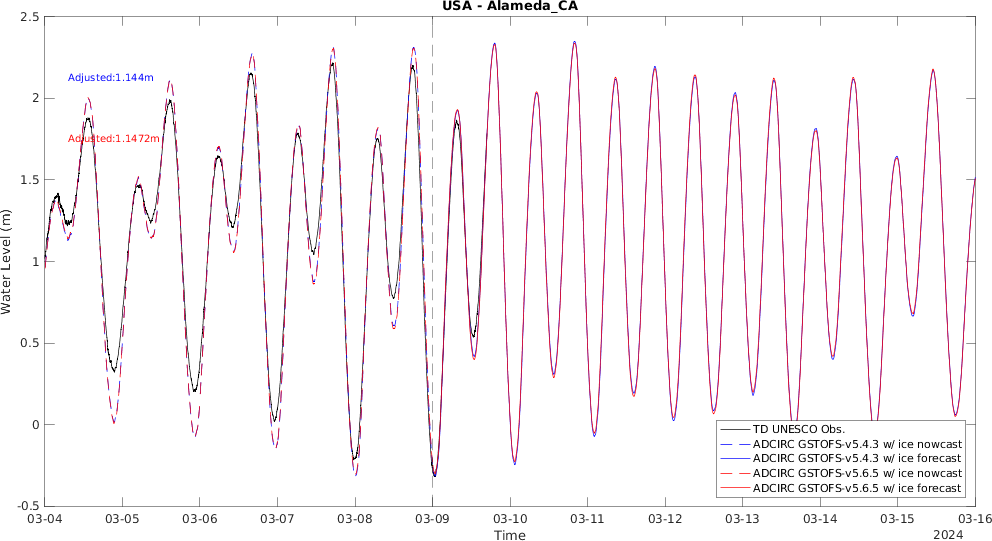 USA - Alameda_CA
2.5
2
1.5
1
0.5
0
-0.5
Water Level (m)
Adjusted:1.144m
Adjusted:1.1472m
TD UNESCO Obs.
ADCIRC GSTOFS-v5.4.3 w/ ice nowcast
ADCIRC GSTOFS-v5.4.3 w/ ice forecast
ADCIRC GSTOFS-v5.6.5 w/ ice nowcast
ADCIRC GSTOFS-v5.6.5 w/ ice forecast
03-04 03-05 03-06 03-07 03-08 03-09 03-10 03-11 03-12 03-13 03-14 03-15 03-16
Time
2024